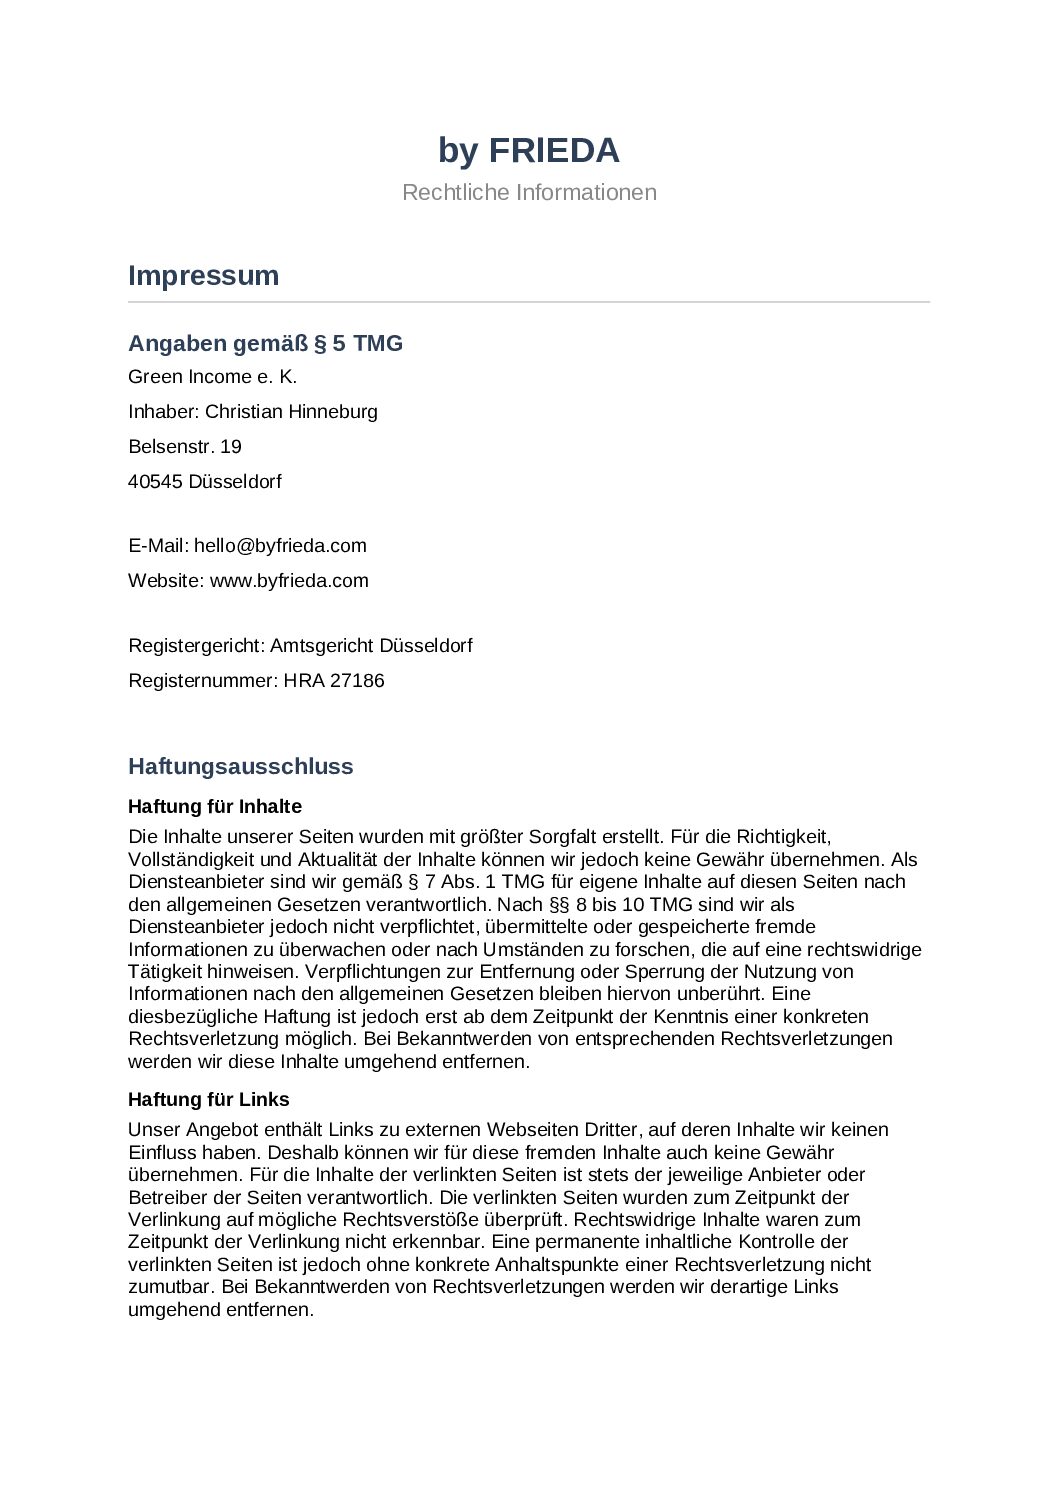 by FRIEDA
Rechtliche Informationen
Impressum
Angaben gemäß § 5 TMG
Green Income e. K.
Inhaber: Christian Hinneburg
Belsenstr. 19
40545 Düsseldorf
E-Mail: hello@byfrieda.com
Website: www.byfrieda.com
Registergericht: Amtsgericht Düsseldorf
Registernummer: HRA 27186
Haftungsausschluss
Haftung für Inhalte
Die Inhalte unserer Seiten wurden mit größter Sorgfalt erstellt. Für die Richtigkeit,
Vollständigkeit und Aktualität der Inhalte können wir jedoch keine Gewähr übernehmen. Als
Diensteanbieter sind wir gemäß § 7 Abs. 1 TMG für eigene Inhalte auf diesen Seiten nach
den allgemeinen Gesetzen verantwortlich. Nach §§ 8 bis 10 TMG sind wir als
Diensteanbieter jedoch nicht verpflichtet, übermittelte oder gespeicherte fremde
Informationen zu überwachen oder nach Umständen zu forschen, die auf eine rechtswidrige
Tätigkeit hinweisen. Verpflichtungen zur Entfernung oder Sperrung der Nutzung von
Informationen nach den allgemeinen Gesetzen bleiben hiervon unberührt. Eine
diesbezügliche Haftung ist jedoch erst ab dem Zeitpunkt der Kenntnis einer konkreten
Rechtsverletzung möglich. Bei Bekanntwerden von entsprechenden Rechtsverletzungen
werden wir diese Inhalte umgehend entfernen.
Haftung für Links
Unser Angebot enthält Links zu externen Webseiten Dritter, auf deren Inhalte wir keinen
Einfluss haben. Deshalb können wir für diese fremden Inhalte auch keine Gewähr
übernehmen. Für die Inhalte der verlinkten Seiten ist stets der jeweilige Anbieter oder
Betreiber der Seiten verantwortlich. Die verlinkten Seiten wurden zum Zeitpunkt der
Verlinkung auf mögliche Rechtsverstöße überprüft. Rechtswidrige Inhalte waren zum
Zeitpunkt der Verlinkung nicht erkennbar. Eine permanente inhaltliche Kontrolle der
verlinkten Seiten ist jedoch ohne konkrete Anhaltspunkte einer Rechtsverletzung nicht
zumutbar. Bei Bekanntwerden von Rechtsverletzungen werden wir derartige Links
umgehend entfernen.